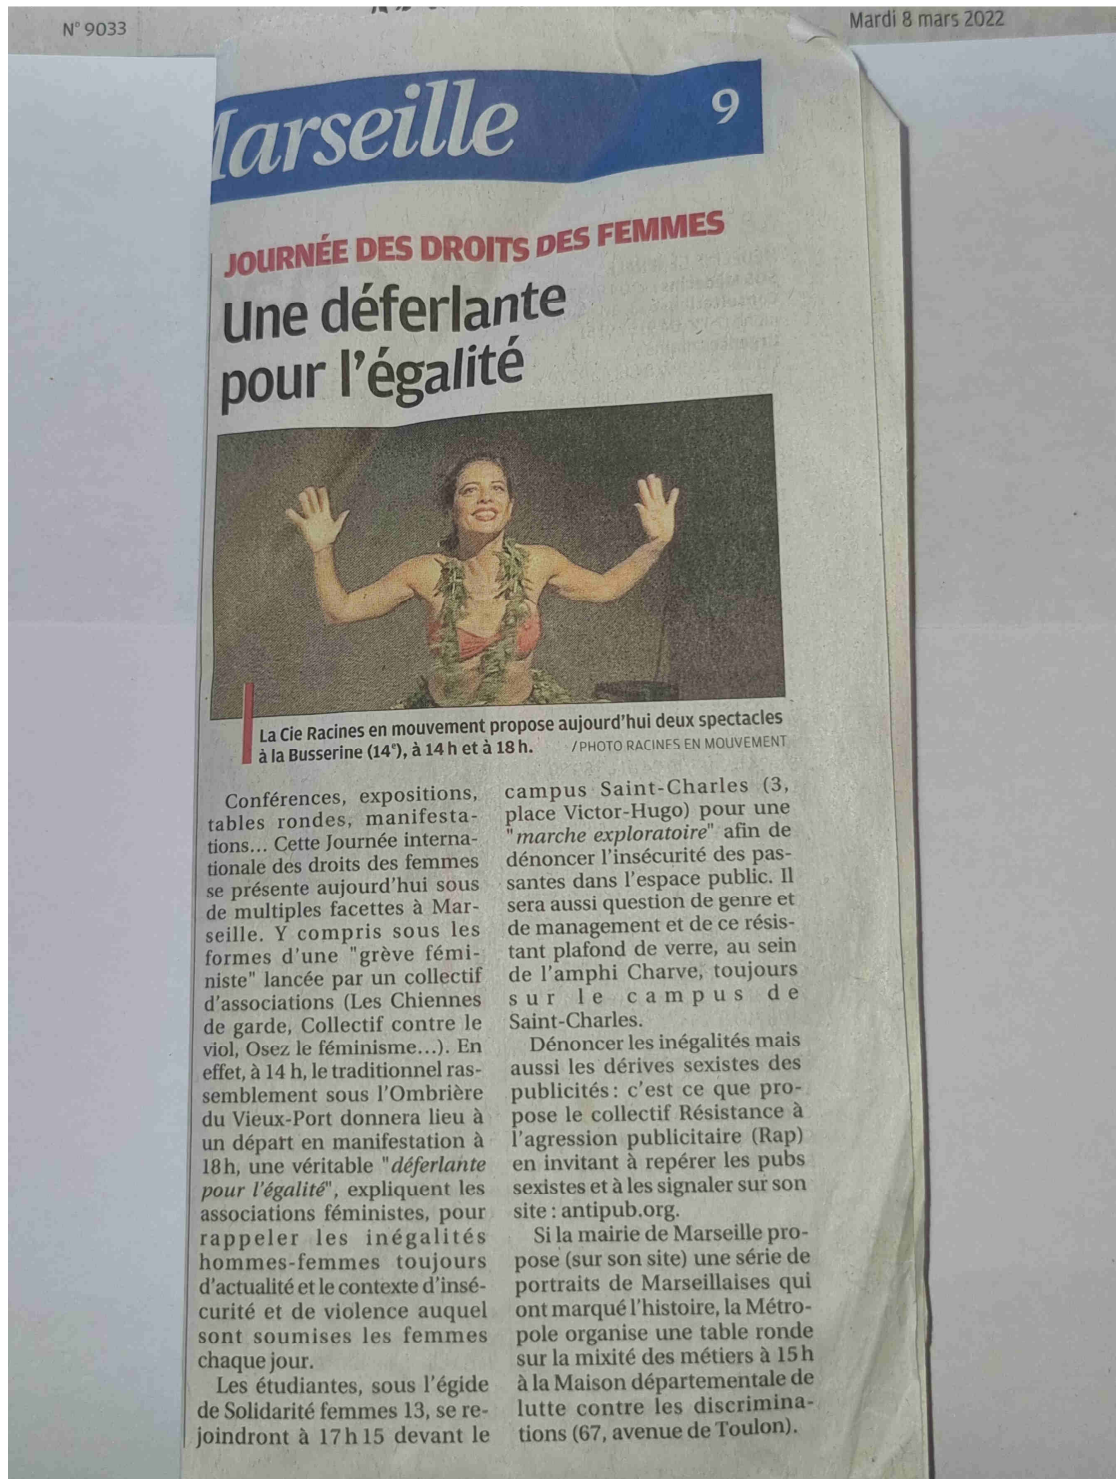 N° 9033
Mardi 8 mars 2022
Marseille
9
JOURNÉE DES DROITS DES FEMMES
Une déferlante
pour l'égalité
La Cie Racines en mouvement propose aujourd'hui deux spectacles
à la Busserine (14e), à 14 h et à 18 h.
/PHOTO RACINES EN MOUVEMENT
Conférences, expositions,
tables rondes, manifesta-
tions... Cette Journée interna-
tionale des droits des femmes
se présente aujourd'hui sous
de multiples facettes à Mar-
seille. Y compris sous les
formes d'une "grève fémi-
niste" lancée par un collectif
d'associations (Les Chiennes
de garde, Collectif contre le
viol, Osez le féminisme...). En
effet, à 14 h, le traditionnel ras-
semblement sous l'Ombrière
du Vieux-Port donnera lieu à
un départ en manifestation à
18h, une véritable "déferlante
pour l'égalité", expliquent les
associations féministes, pour
rappeler les inégalités
hommes-femmes toujours
d'actualité et le contexte d'insé-
curité et de violence auquel
sont soumises les femmes
chaque jour.
Les étudiantes, sous l'égide
de Solidarité femmes 13, se re-
joindront à 17 h 15 devant le
campus Saint-Charles (3,
place Victor-Hugo) pour une
"marche exploratoire" afin de
dénoncer l'insécurité des pas-
santes dans l'espace public. Il
sera aussi question de genre et
de management et de ce résis-
tant plafond de verre, au sein
de l'amphi Charve, toujours
sur le campus de
Saint-Charles.
Dénoncer les inégalités mais
aussi les dérives sexistes des
publicités : c'est ce que pro-
pose le collectif Résistance à
l'agression publicitaire (Rap)
en invitant à repérer les pubs
sexistes et à les signaler sur son
site : antipub.org.
Si la mairie de Marseille pro-
pose (sur son site) une série de
portraits de Marseillaises qui
ont marqué l'histoire, la Métro-
pole organise une table ronde
sur la mixité des métiers à 15 h
à la Maison départementale de
lutte contre les discrimina-
tions (67, avenue de Toulon).